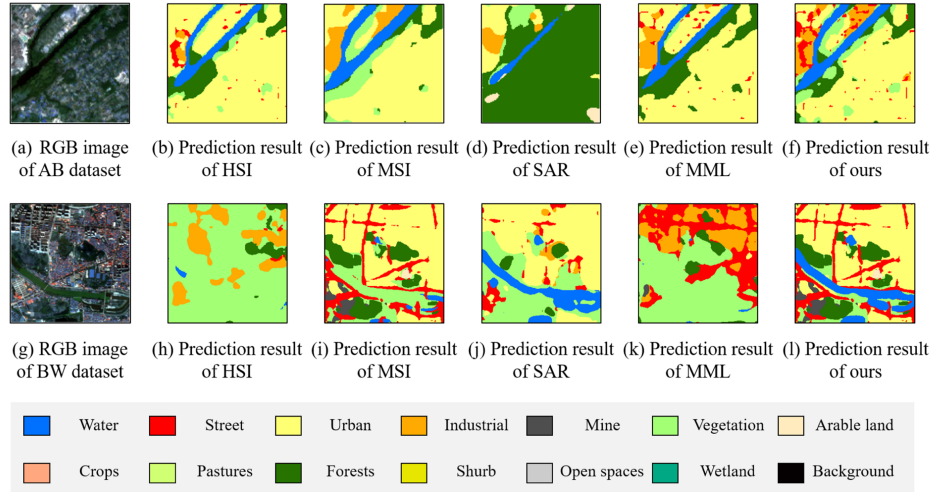 (a) RGB image
of AB dataset
(b) Prediction result
of HSI
(c) Prediction result
of MSI
(d) Prediction result
of SAR
(e) Prediction result
of MML
(f) Prediction result
of ours
(g) RGB image
of BW dataset
(h) Prediction result
of HSI
(i) Prediction result
of MSI
(j) Prediction result
of SAR
(k) Prediction result
of MML
(l) Prediction result
of ours
Water Street Urban Industrial Mine Vegetation Arable land
Crops Pastures Forests Shurb Open spaces Wetland Background